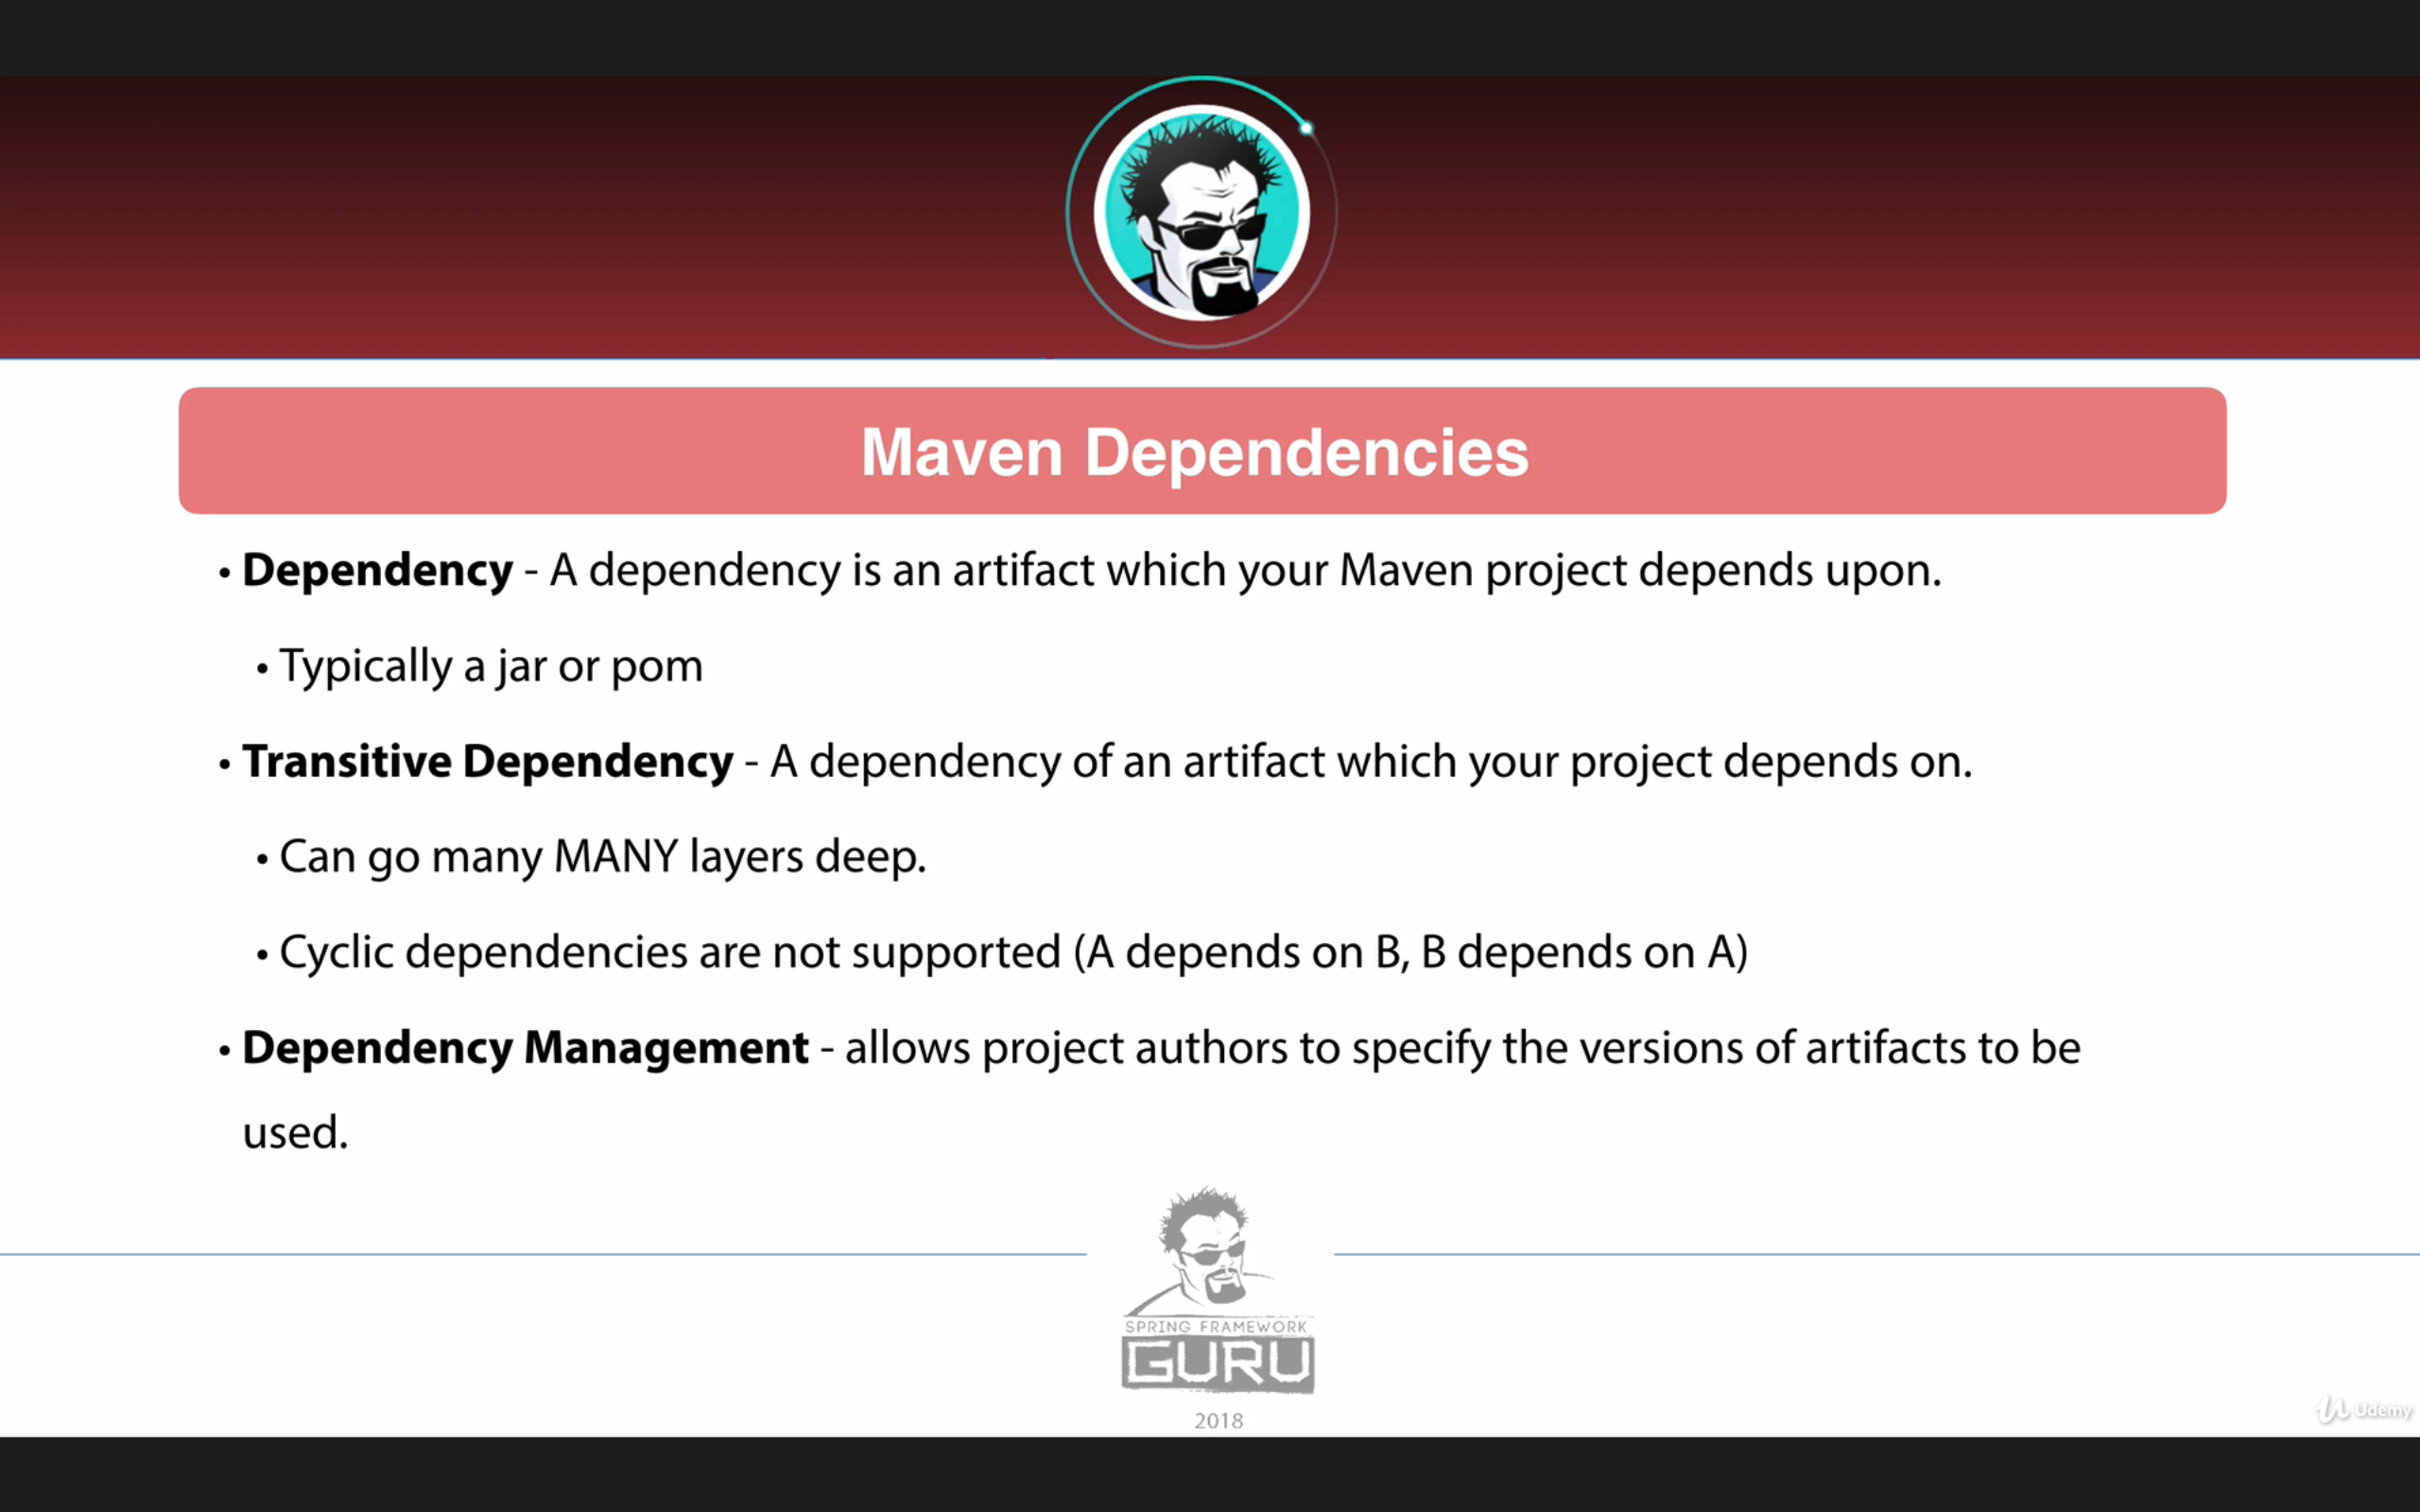 Maven Dependencies
• Dependency - A dependency is an artifact which your Maven project depends upon.
• Typically a jar or pom
• Transitive Dependency - A dependency of an artifact which your project depends on.
• Can go many MANY layers deep.
• Cyclic dependencies are not supported (A depends on B, B depends on A)
• Dependency Management - allows project authors to specify the versions of artifacts to be
used.
SPRING FRAMEWORK
GURU
2018
Udemy